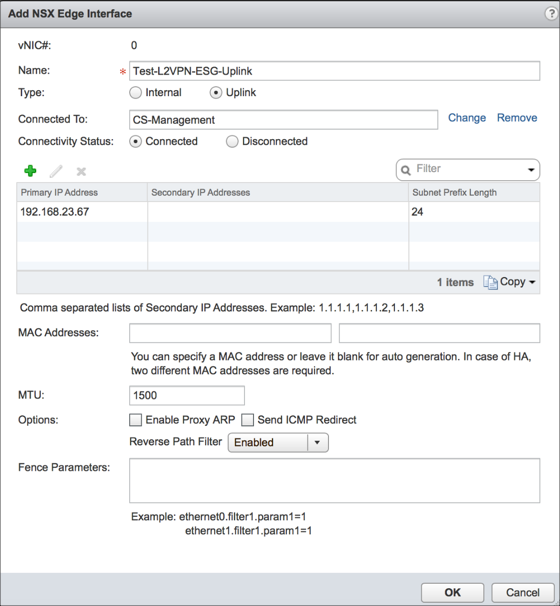 Add NSX Edge Interface
?
vNIC#: 0
Name: * Test-L2VPN-ESG-Uplink
Type: Internal Uplink
Connected To: CS-Management Change Remove
Connectivity Status: Connected Disconnected
Filter
Primary IP Address Secondary IP Addresses Subnet Prefix Length
192.168.23.67 24
1 items Copy
Comma separated lists of Secondary IP Addresses. Example: 1.1.1.1,1.1.1.2,1.1.1.3
MAC Addresses:
You can specify a MAC address or leave it blank for auto generation. In case of HA,
two different MAC addresses are required.
MTU: 1500
Options: Enable Proxy ARP Send ICMP Redirect
Reverse Path Filter Enabled
Fence Parameters:
Example: ethernet0.filter1.param1=1
ethernet1.filter1.param1=1
OK Cancel